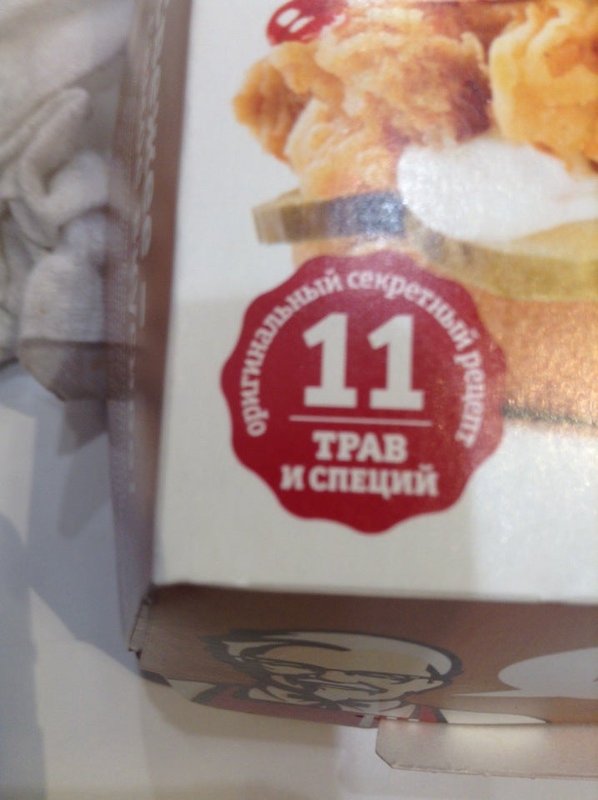 оригинальный секретный рецепт
11
ТРАВ
И СПЕЦИЙ